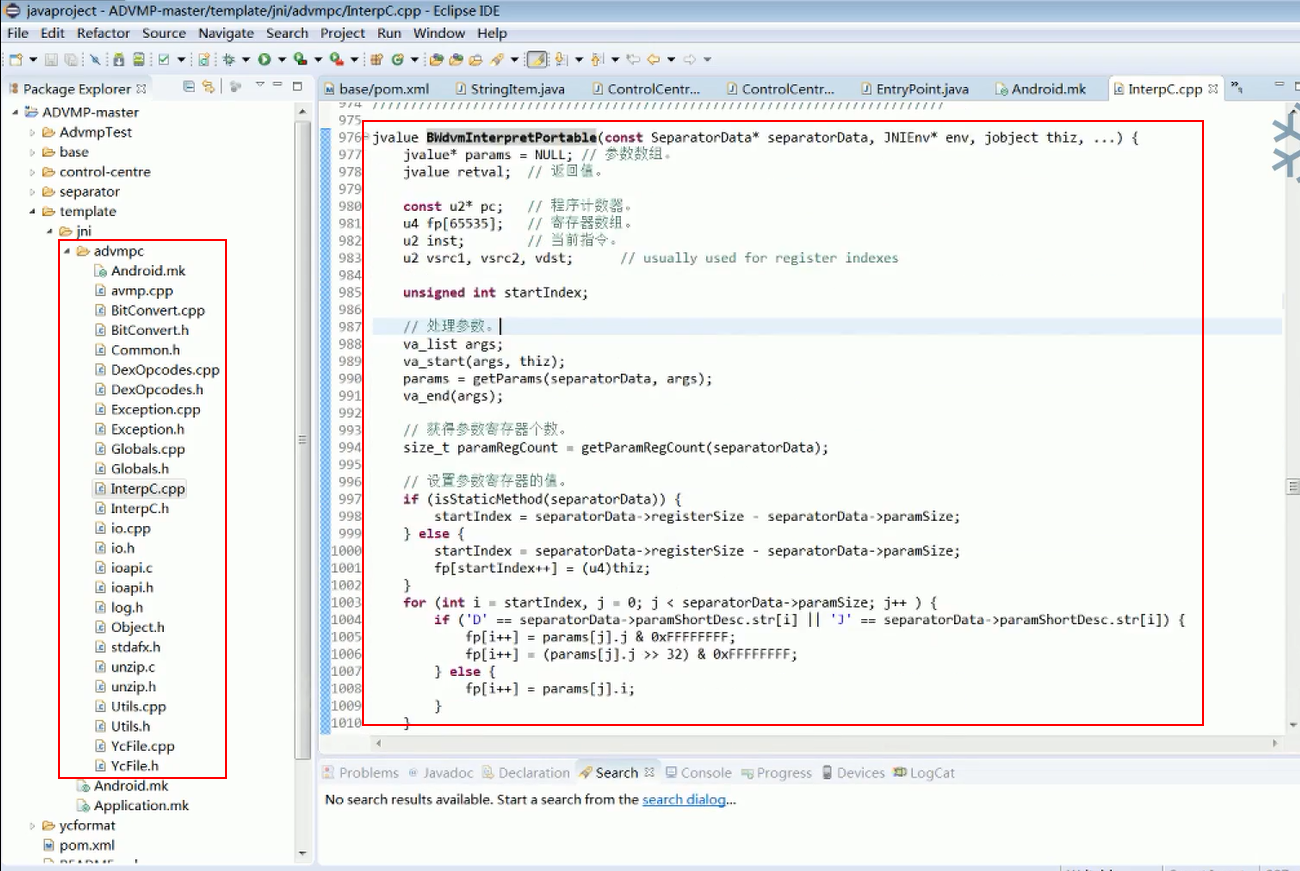 javaproject - ADVMP-master/template/jni/advmpc/InterpC.cpp - Eclipse IDE
File Edit Refactor Source Navigate Search Project Run Window Help
Package Explorer
base/pom.xml StringItem.java ControlCentr... ControlCentr... EntryPoint.java Android.mk InterpC.cpp
ADVMP-master
AdvmpTest
base
control-centre
separator
template
jni
advmpc
Android.mk
avmp.cpp
BitConvert.cpp
BitConvert.h
Common.h
DexOpcodes.cpp
DexOpcodes.h
Exception.cpp
Exception.h
Globals.cpp
Globals.h
InterpC.cpp
InterpC.h
io.cpp
io.h
ioapi.c
ioapi.h
log.h
Object.h
stdafx.h
unzip.c
unzip.h
Utils.cpp
Utils.h
YcFile.cpp
YcFile.h
Android.mk
Application.mk
ycformat
pom.xml
974 ///////////////////////////////////////////////////////////////////////////
975
976 jvalue BWdvmInterpretPortable(const SeparatorData* separatorData, JNIEnv* env, jobject thiz, ...) {
977 jvalue* params = NULL; // 参数数组。
978 jvalue retval; // 返回值。
979
980 const u2* pc; // 程序计数器。
981 u4 fp[65535]; // 寄存器数组。
982 u2 inst; // 当前指令。
983 u2 vsrc1, vsrc2, vdst; // usually used for register indexes
984
985 unsigned int startIndex;
986
987 // 处理参数。
988 va_list args;
989 va_start(args, thiz);
990 params = getParams(separatorData, args);
991 va_end(args);
992
993 // 获得参数寄存器个数。
994 size_t paramRegCount = getParamRegCount(separatorData);
995
996 // 设置参数寄存器的值。
997 if (isStaticMethod(separatorData)) {
998 startIndex = separatorData->registerSize - separatorData->paramSize;
999 } else {
1000 startIndex = separatorData->registerSize - separatorData->paramSize;
1001 fp[startIndex++] = (u4)thiz;
1002 }
1003 for (int i = startIndex, j = 0; j < separatorData->paramSize; j++ ) {
1004 if ('D' == separatorData->paramShortDesc.str[i] || 'J' == separatorData->paramShortDesc.str[i]) {
1005 fp[i++] = params[j].j & 0xFFFFFFFF;
1006 fp[i++] = (params[j].j >> 32) & 0xFFFFFFFF;
1007 } else {
1008 fp[i++] = params[j].i;
1009 }
1010 }
Problems Javadoc Declaration Search Console Progress Devices LogCat
No search results available. Start a search from the search dialog...